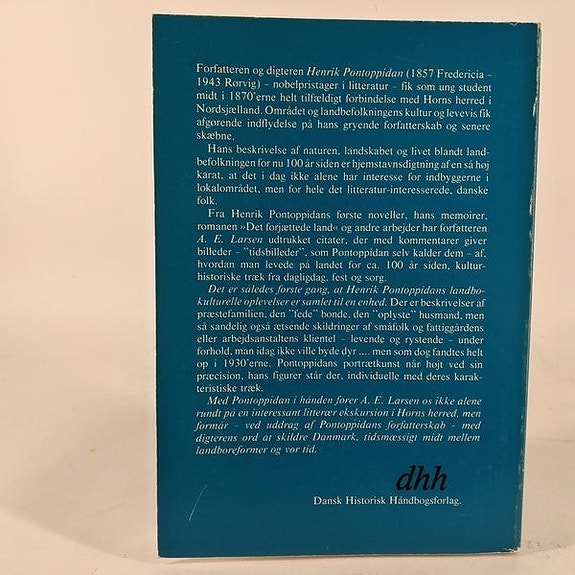 Forfatteren og digteren Henrik Pontoppidan (1857 Fredericia –
1943 Rørvig) – nobelpristager i litteratur – fik som ung student
midt i 1870'erne helt tilfældigt forbindelse med Horns herred i
Nordsjælland. Området og landbefolkningens kultur og levevis fik
afgørende indflydelse på hans gryende forfatterskab og senere
skæbne.
Hans beskrivelse af naturen, landskabet og livet blandt land-
befolkningen for nu 100 år siden er hjemstavnsdigtning af en så høj
karat, at det i dag ikke alene har interesse for indbyggerne i
lokalområdet, men for hele det litteratur-interesserede, danske
folk.
Fra Henrik Pontoppidans første noveller, hans memoirer,
romanen »Det forjættede land« og andre arbejder har forfatteren
A. E. Larsen udtrukket citater, der med kommentarer giver
billeder – "tidsbilleder", som Pontoppidan selv kalder dem – af,
hvordan man levede på landet for ca. 100 år siden, kultur-
historiske træk fra dagligdag, fest og sorg.
Det er således første gang, at Henrik Pontoppidans landbo-
kulturelle oplevelser er samlet til en enhed. Der er beskrivelser af
præstefamilien, den "fede" bonde, den "oplyste" husmand, men
så sandelig også ætsende skildringer af småfolk og fattiggårdens
eller arbejdsanstaltens klientel – levende og rystende – under
forhold, man idag ikke ville byde dyr .... men som dog fandtes helt
op i 1930'erne. Pontoppidans portrætkunst når højt ved sin
præcision, hans figurer står der, individuelle med deres karak-
teristiske træk.
Med Pontoppidan i hånden fører A. E. Larsen os ikke alene
rundt på en interessant litterær ekskursion i Horns herred, men
formår – ved uddrag af Pontoppidans forfatterskab – med
digterens ord at skildre Danmark, tidsmæssigt midt mellem
landboreformer og vor tid.
dhh
Dansk Historisk Håndbogsforlag.